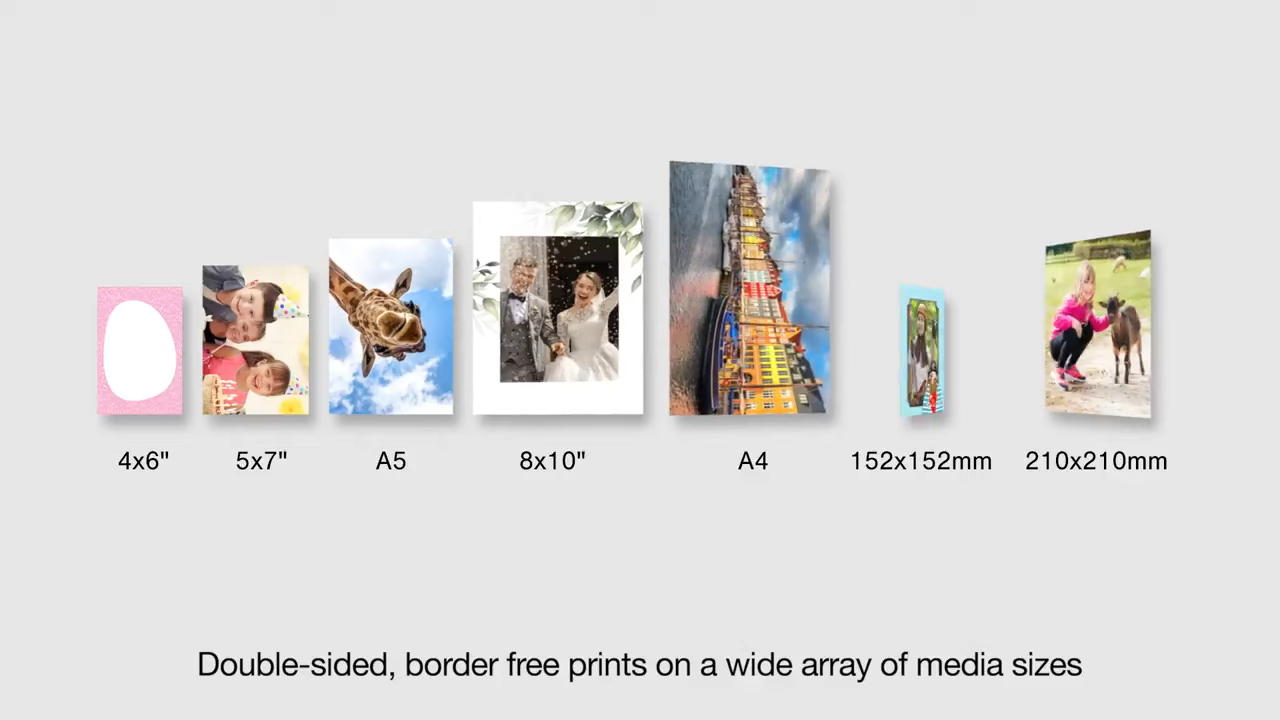 4x6" 5x7" A5 8x10" A4 152x152mm 210x210mm
Double-sided, border free prints on a wide array of media sizes